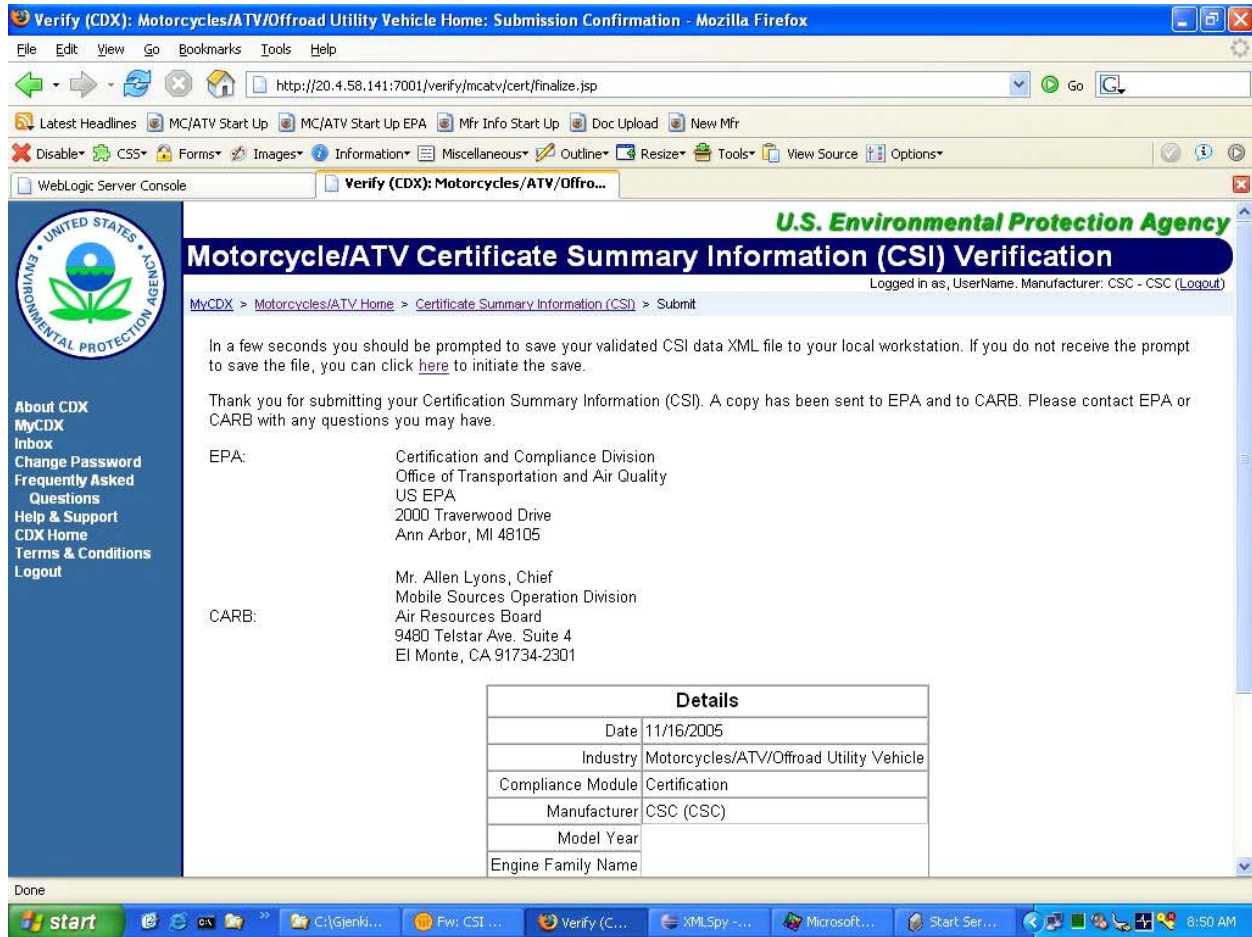 Verify (CDX): Motorcycles/ATV/Offroad Utility Vehicle Home: Submission Confirmation - Mozilla Firefox
File Edit View Go Bookmarks Tools Help
http://20.4.58.141:7001/verify/mcatv/cert/finalize.jsp Go G
Latest Headlines MC/ATV Start Up MC/ATV Start Up EPA Mfr Info Start Up Doc Upload New Mfr
Disable CSS Forms Images Information Miscellaneous Outline Resize Tools View Source Options
WebLogic Server Console Verify (CDX): Motorcycles/ATV/Offro...
UNITED STATES ENVIRONMENTAL PROTECTION AGENCY
U.S. Environmental Protection Agency
Motorcycle/ATV Certificate Summary Information (CSI) Verification
Logged in as, UserName. Manufacturer: CSC - CSC (Logout)
MyCDX > Motorcycles/ATV Home > Certificate Summary Information (CSI) > Submit
About CDX
MyCDX
Inbox
Change Password
Frequently Asked
Questions
Help & Support
CDX Home
Terms & Conditions
Logout
In a few seconds you should be prompted to save your validated CSI data XML file to your local workstation. If you do not receive the prompt
to save the file, you can click here to initiate the save.
Thank you for submitting your Certification Summary Information (CSI). A copy has been sent to EPA and to CARB. Please contact EPA or
CARB with any questions you may have.
EPA: Certification and Compliance Division
Office of Transportation and Air Quality
US EPA
2000 Traverwood Drive
Ann Arbor, MI 48105
Mr. Allen Lyons, Chief
Mobile Sources Operation Division
CARB: Air Resources Board
9480 Telstar Ave. Suite 4
El Monte, CA 91734-2301
Details
Date 11/16/2005
Industry Motorcycles/ATV/Offroad Utility Vehicle
Compliance Module Certification
Manufacturer CSC (CSC)
Model Year
Engine Family Name
Done
start C:\Gjenki... Fw: CSI ... Verify (C... XMLSpy -... Microsoft... Start Ser... 8:50 AM